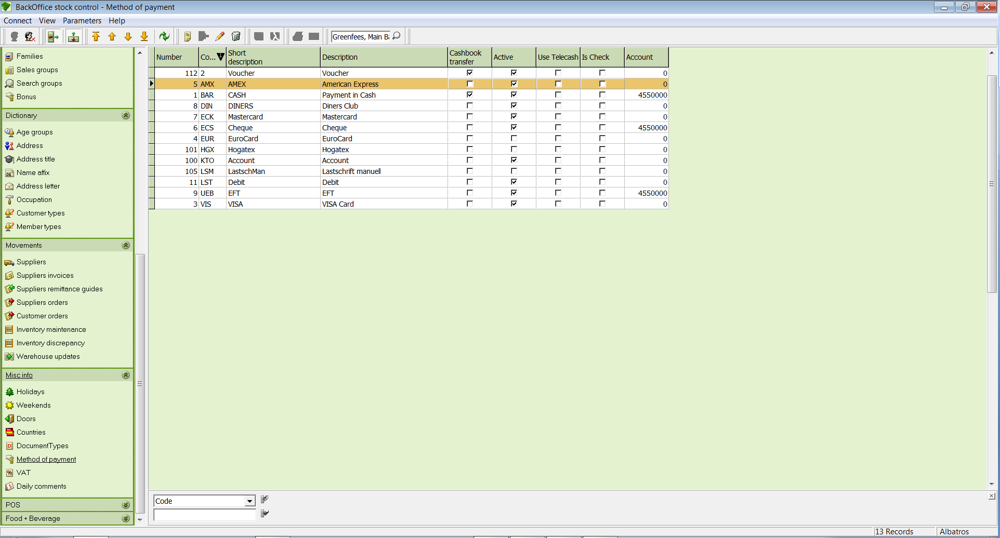 BackOffice stock control - Method of payment
Connect View Parameters Help
Greenfees, Main Ba
Families
Sales groups
Search groups
Bonus
Dictionary
Age groups
Address
Address title
Name affix
Address letter
Occupation
Customer types
Member types
Movements
Suppliers
Suppliers invoices
Suppliers remittance guides
Suppliers orders
Customer orders
Inventory maintenance
Inventory discrepancy
Warehouse updates
Misc info
Holidays
Weekends
Doors
Countries
DocumentTypes
Method of payment
VAT
Daily comments
POS
Food + Beverage
Number Co... 1 Short description Description Cashbook transfer Active Use Telecash Is Check Account
112 2 Voucher Voucher 0
5 AMX AMEX American Express 0
1 BAR CASH Payment in Cash 4550000
8 DIN DINERS Diners Club 0
7 ECK Mastercard Mastercard 0
6 ECS Cheque Cheque 4550000
4 EUR EuroCard EuroCard 0
101 HGX Hogatex Hogatex 0
100 KTO Account Account 0
105 LSM LastschMan Lastschrift manuell 0
11 LST Debit Debit 0
9 UEB EFT EFT 4550000
3 VIS VISA VISA Card 0
Code
13 Records Albatros